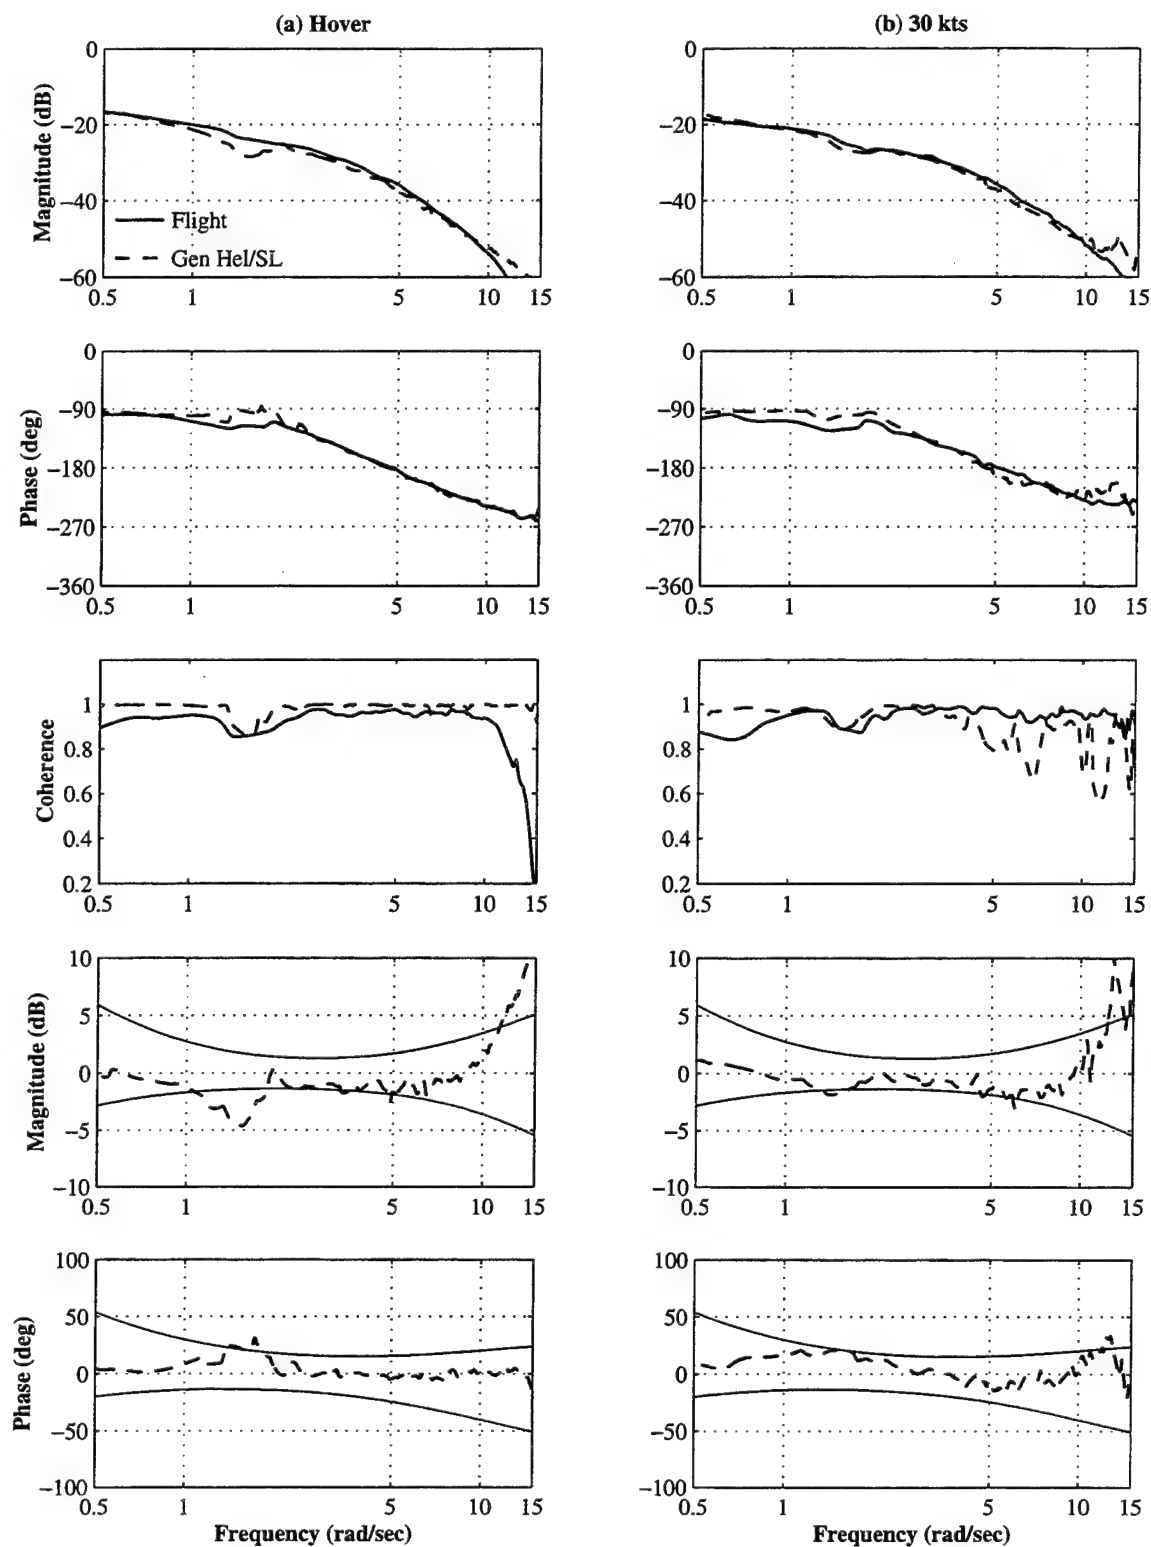 (a) Hover
(b) 30 kts
Magnitude (dB)
0
−20
−40
−60
Flight
Gen Hel/SL
0.5 1 5 10 15
0
−20
−40
−60
0.5 1 5 10 15
Phase (deg)
0
−90
−180
−270
−360
0.5 1 5 10 15
0
−90
−180
−270
−360
0.5 1 5 10 15
Coherence
1
0.8
0.6
0.4
0.2
0.5 1 5 10 15
1
0.8
0.6
0.4
0.2
0.5 1 5 10 15
Magnitude (dB)
10
5
0
−5
−10
0.5 1 5 10 15
10
5
0
−5
−10
0.5 1 5 10 15
Phase (deg)
100
50
0
−50
−100
0.5 1 5 10 15
Frequency (rad/sec)
100
50
0
−50
−100
0.5 1 5 10 15
Frequency (rad/sec)